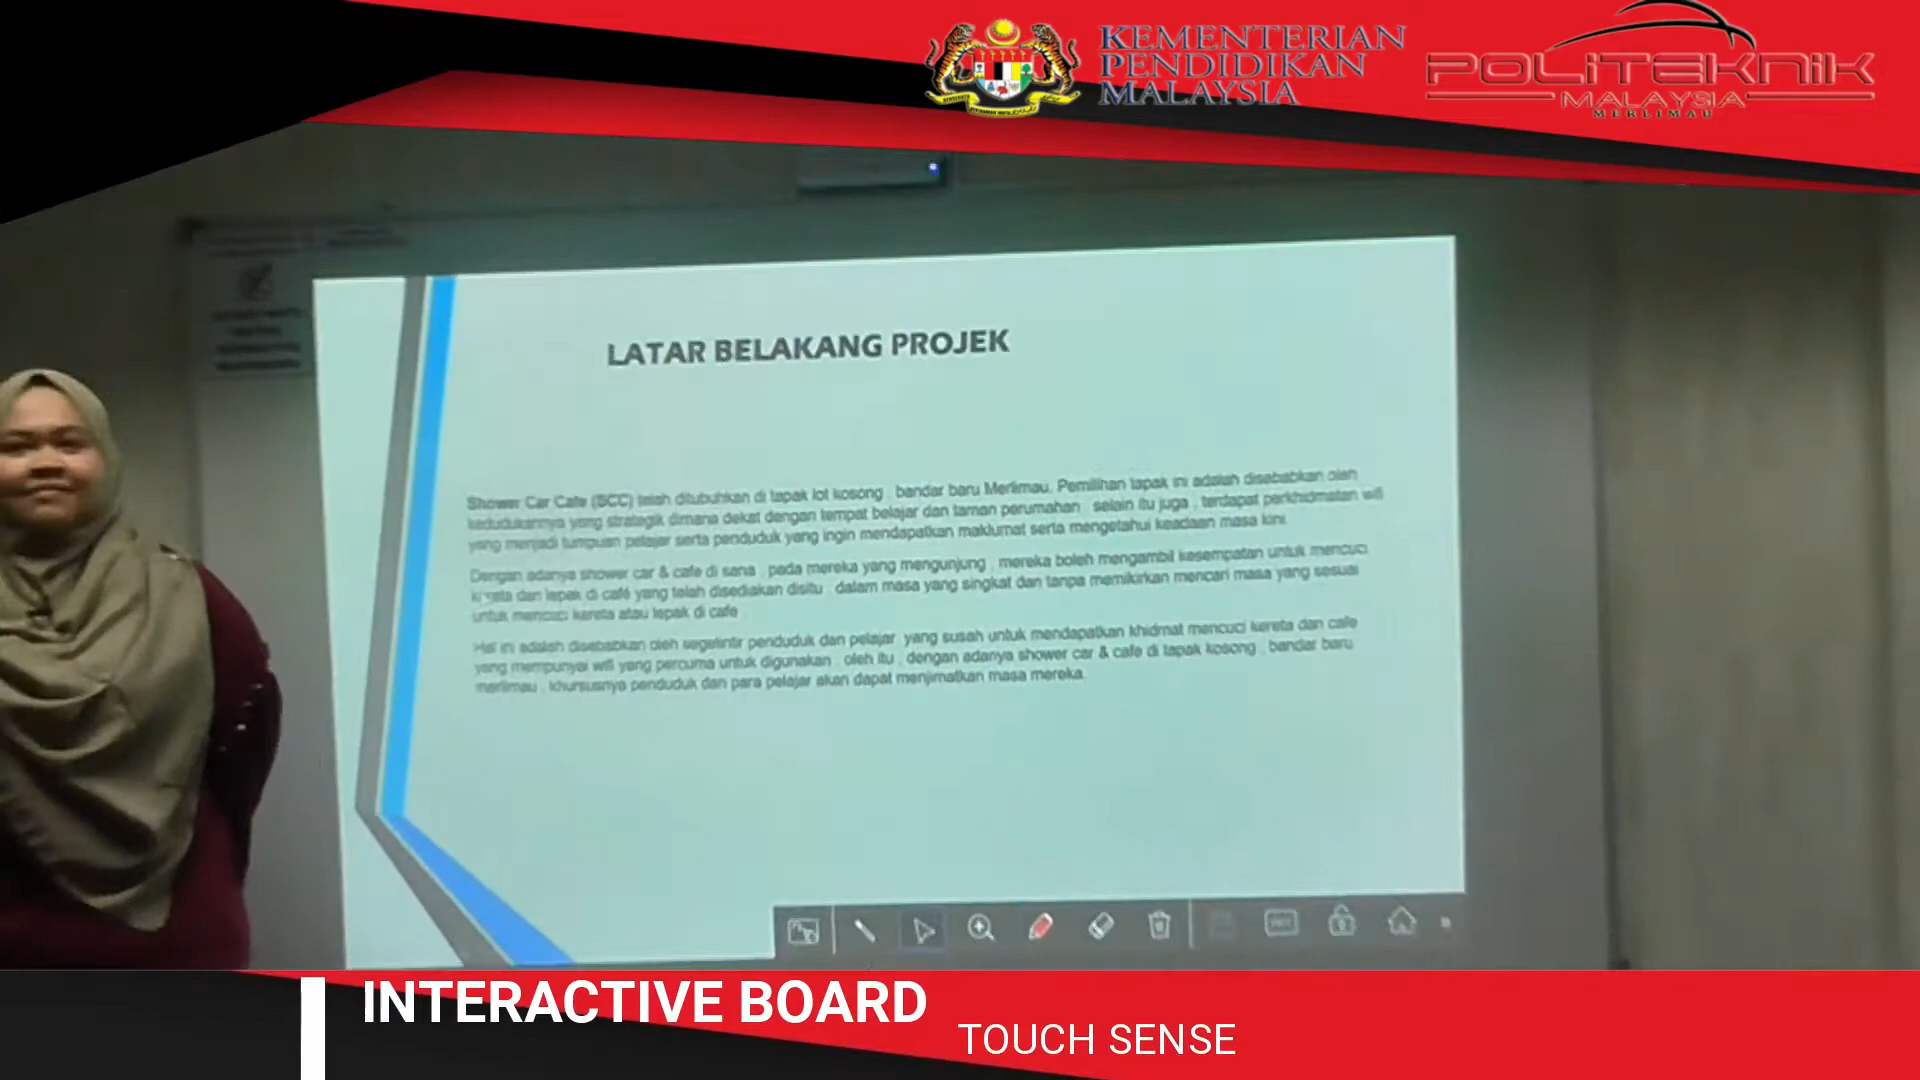 KEMENTERIAN
PENDIDIKAN
MALAYSIA
POLITEKNIK
MALAYSIA
MERLIMAU
LATAR BELAKANG PROJEK
Shower Car Cafe (SCC) telah ditubuhkan di tapak lot kosong , bandar baru Merlimau. Pemilihan tapak ini adalah disebabkan oleh
kedudukannya yang strategik dimana dekat dengan tempat belajar dan taman perumahan , selain itu juga , terdapat perkhidmatan wifi
yang menjadi tumpuan pelajar serta penduduk yang ingin mendapatkan maklumat serta mengetahui keadaan masa kini.
Dengan adanya shower car & cafe di sana , pada mereka yang mengunjung , mereka boleh mengambil kesempatan untuk mencuci
kereta dan lepak di café yang telah disediakan disitu , dalam masa yang singkat dan tanpa memikirkan mencari masa yang sesuai
untuk mencuci kereta atau lepak di cafe .
Hal ini adalah disebabkan oleh segelintir penduduk dan pelajar yang susah untuk mendapatkan khidmat mencuci kereta dan cafe
yang mempunyai wifi yang percuma untuk digunakan , oleh itu , dengan adanya shower car & cafe di tapak kosong , bandar baru
merlimau , khursusnya penduduk dan para pelajar akan dapat menjimatkan masa mereka.
INTERACTIVE BOARD
TOUCH SENSE